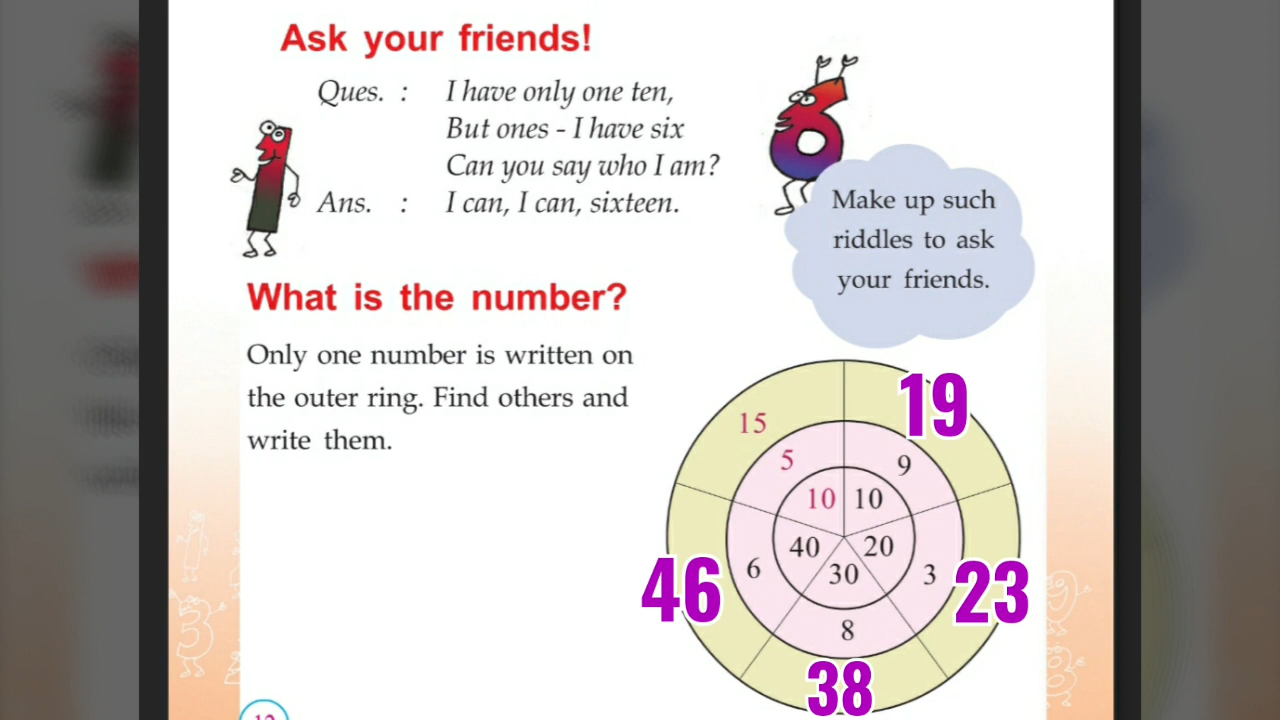 Ask your friends!
Ques. : I have only one ten,
But ones - I have six
Can you say who I am?
Ans. : I can, I can, sixteen.
Make up such
riddles to ask
your friends.
What is the number?
Only one number is written on
the outer ring. Find others and
write them.
15
19
5
9
10
10
40
20
30
6
3
8
46
23
38